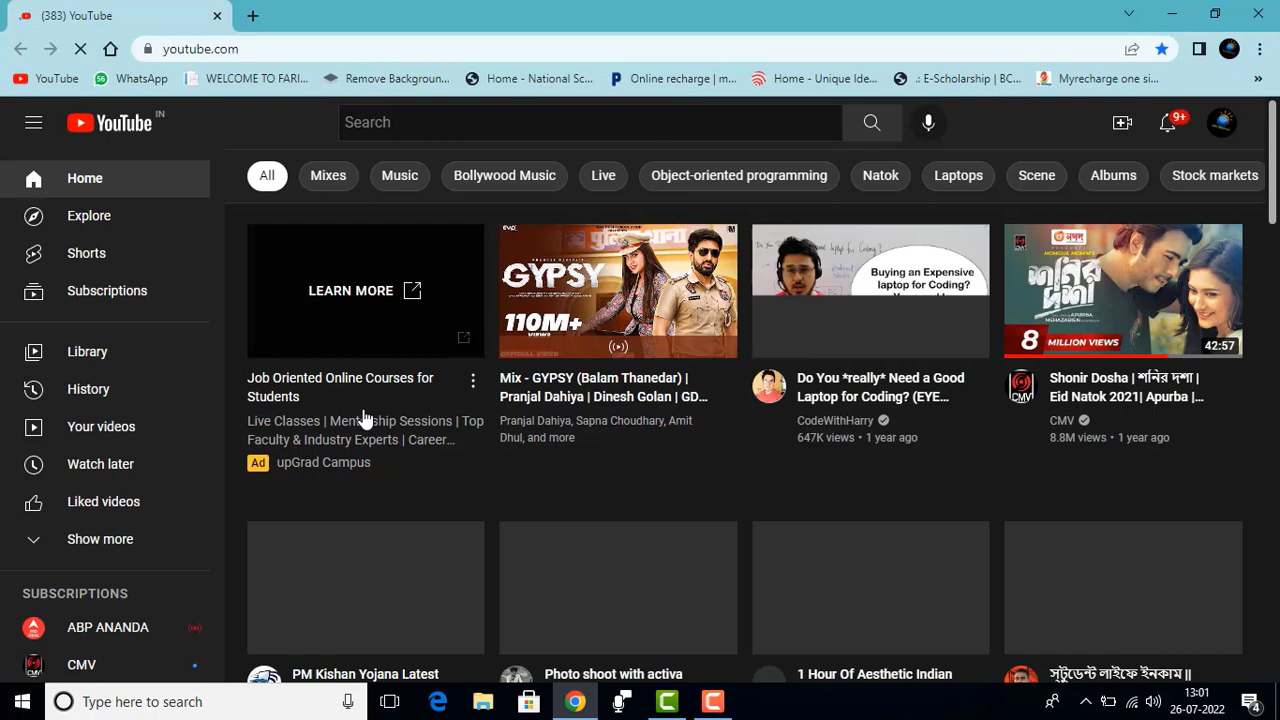 (383) YouTube
youtube.com
YouTube
WhatsApp
WELCOME TO FARI...
Remove Backgroun...
Home - National Sc...
Online recharge | m...
Home - Unique Ide...
.: E-Scholarship | BC...
Myrecharge one si...
YouTube IN
Search
9+
All
Mixes
Music
Bollywood Music
Live
Object-oriented programming
Natok
Laptops
Scene
Albums
Stock markets
Home
Explore
Shorts
Subscriptions
Library
History
Your videos
Watch later
Liked videos
Show more
SUBSCRIPTIONS
ABP ANANDA
CMV
LEARN MORE
Job Oriented Online Courses for
Students
Live Classes | Mentorship Sessions | Top
Faculty & Industry Experts | Career...
Ad upGrad Campus
GYPSY
110M+
VIEWS
OFFICIAL VIDEO
Mix - GYPSY (Balam Thanedar) |
Pranjal Dahiya | Dinesh Golan | GD...
Pranjal Dahiya, Sapna Choudhary, Amit
Dhul, and more
Buying an Expensive
laptop for Coding?
Do You *really* Need a Good
Laptop for Coding? (EYE...
CodeWithHarry
647K views • 1 year ago
শনির
দশা
APURBA
MEHAZABIEN
8 MILLION VIEWS
42:57
Shonir Dosha | শনির দশা |
Eid Natok 2021| Apurba |...
CMV
8.8M views • 1 year ago
PM Kishan Yojana Latest
Photo shoot with activa
1 Hour Of Aesthetic Indian
স্টুডেন্ট লাইফে ইনকাম ||
Type here to search
13:01
26-07-2022
4